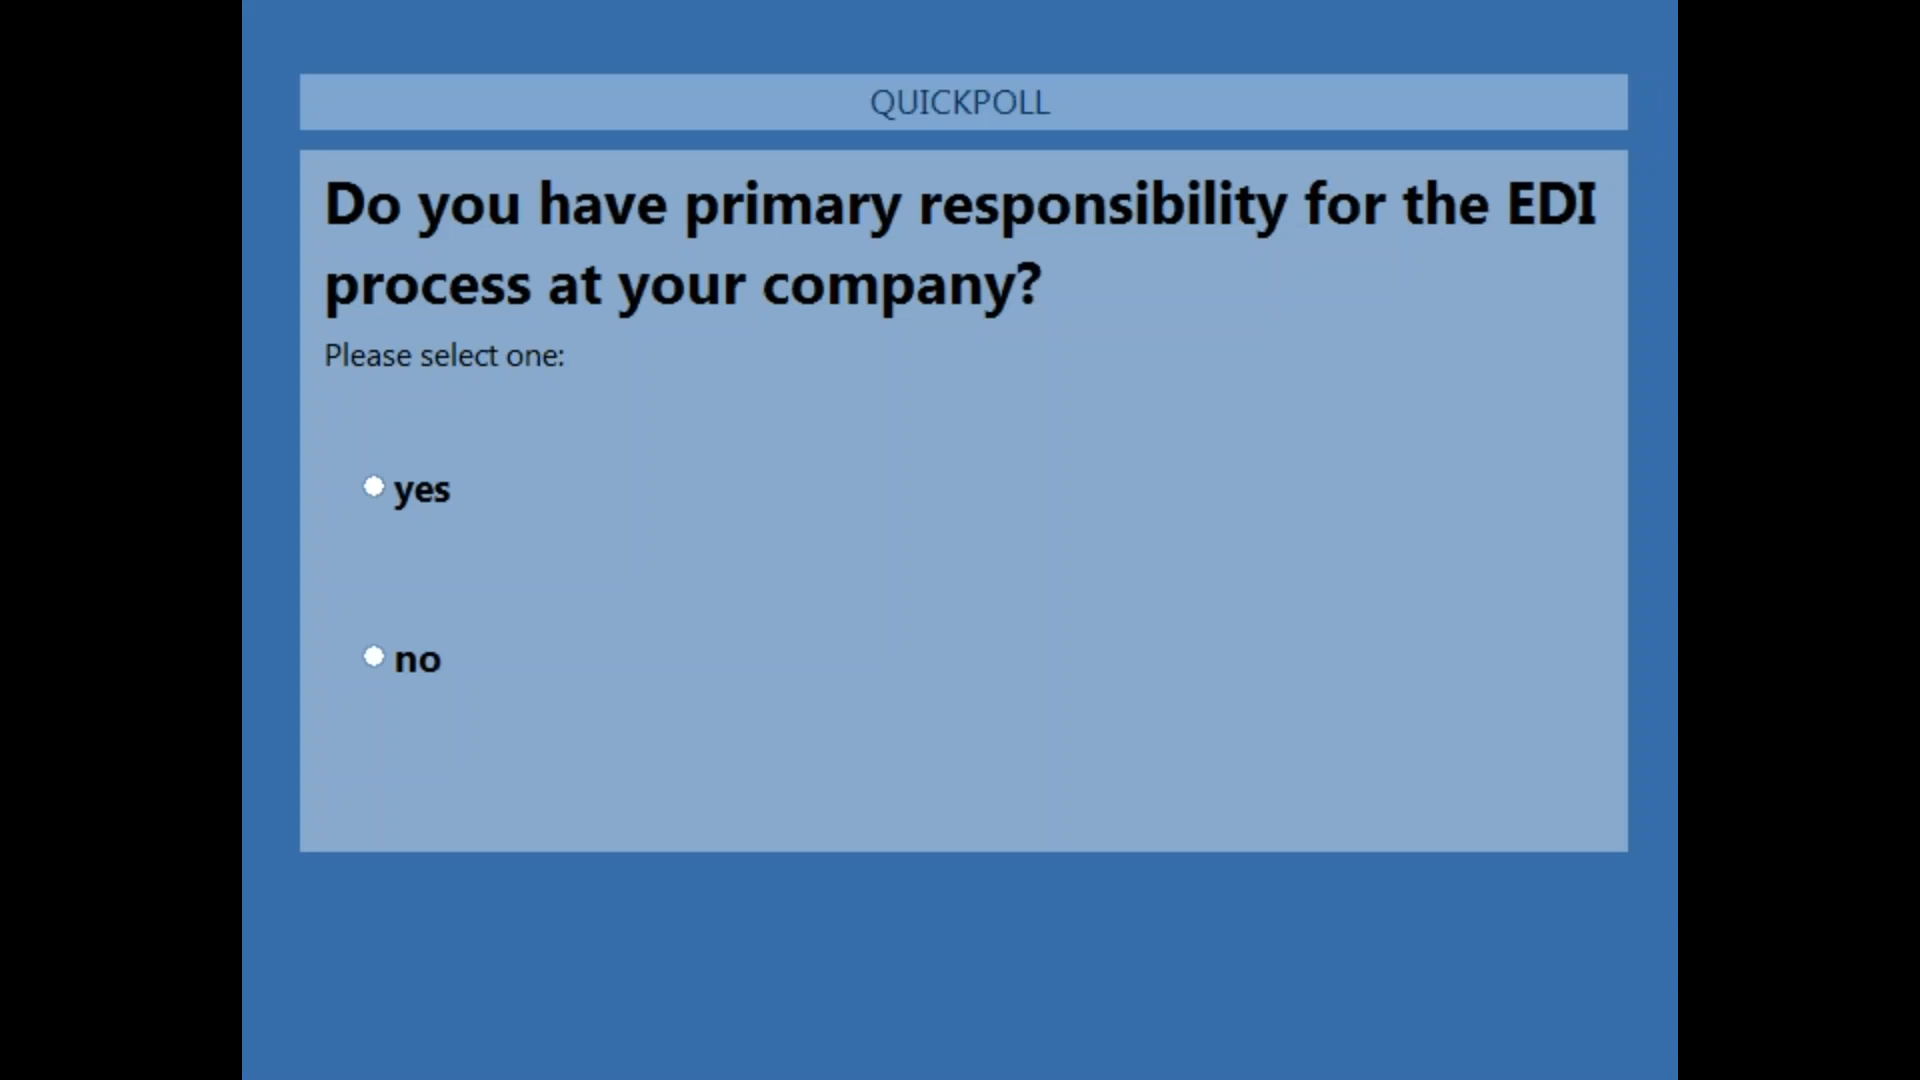 QUICKPOLL
Do you have primary responsibility for the EDI
process at your company?
Please select one:
yes
no